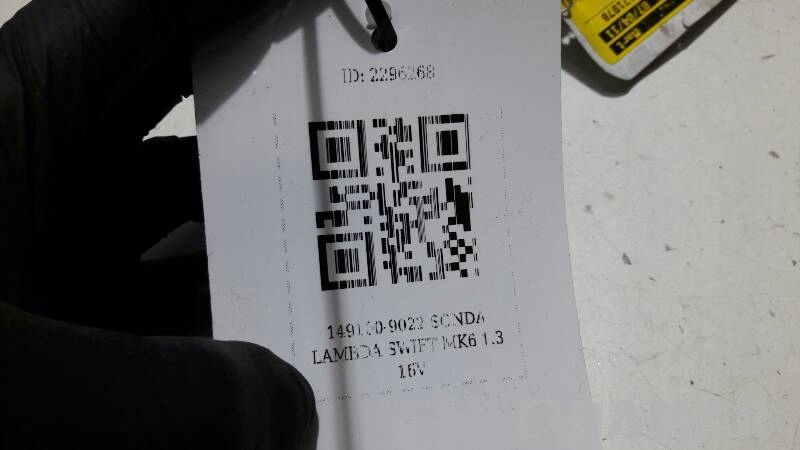 ID: 2296268
149100-9022 SONDA
LAMBDA SWIFT MK6 1.3
16V